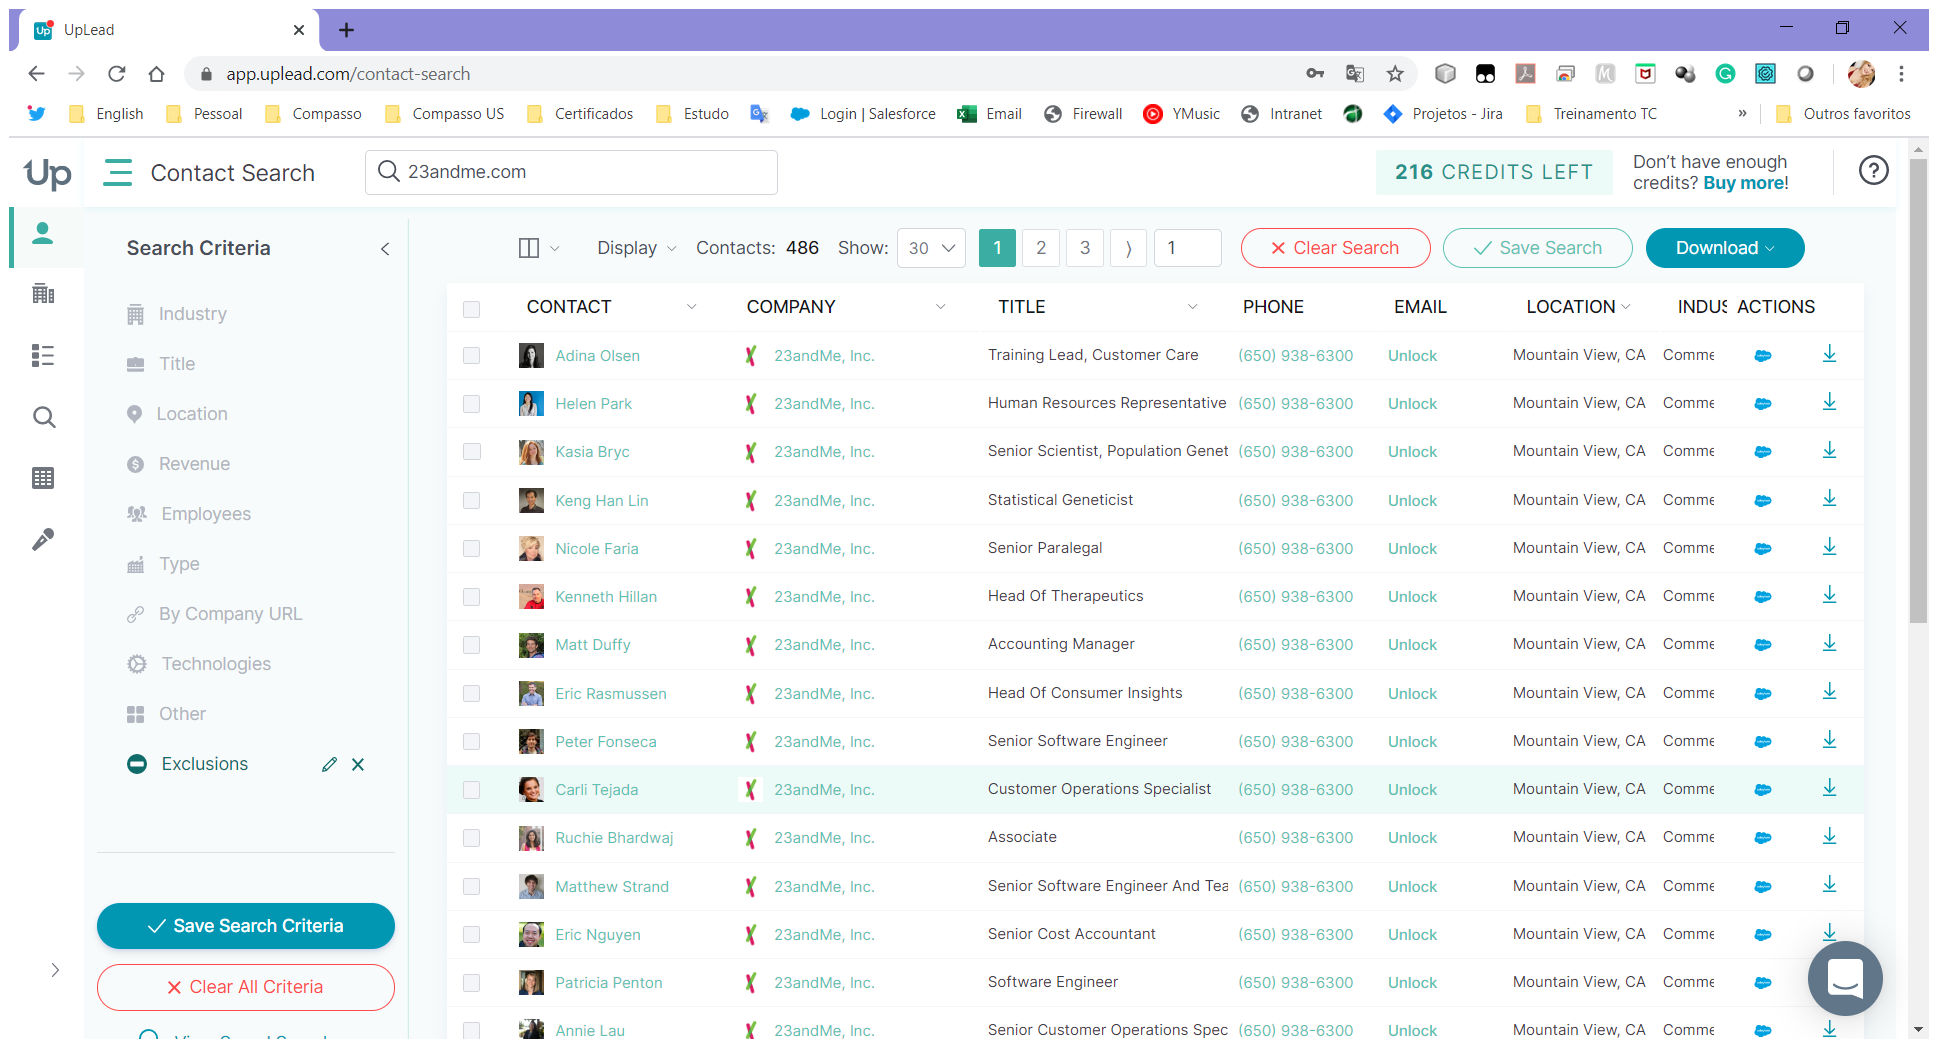 UpLead
app.uplead.com/contact-search
English Pessoal Compasso Compasso US Certificados Estudo Login | Salesforce Email Firewall YMusic Intranet Projetos - Jira Treinamento TC » Outros favoritos
Up Contact Search 23andme.com 216 CREDITS LEFT
Don't have enough
credits? Buy more!
Search Criteria
Industry
Title
Location
Revenue
Employees
Type
By Company URL
Technologies
Other
Exclusions
Save Search Criteria
Clear All Criteria
Display Contacts: 486 Show: 30 1 2 3 1 Clear Search Save Search Download
CONTACT COMPANY TITLE PHONE EMAIL LOCATION INDUS ACTIONS
Adina Olsen 23andMe, Inc. Training Lead, Customer Care (650) 938-6300 Unlock Mountain View, CA Comme
Helen Park 23andMe, Inc. Human Resources Representative (650) 938-6300 Unlock Mountain View, CA Comme
Kasia Bryc 23andMe, Inc. Senior Scientist, Population Genet (650) 938-6300 Unlock Mountain View, CA Comme
Keng Han Lin 23andMe, Inc. Statistical Geneticist (650) 938-6300 Unlock Mountain View, CA Comme
Nicole Faria 23andMe, Inc. Senior Paralegal (650) 938-6300 Unlock Mountain View, CA Comme
Kenneth Hillan 23andMe, Inc. Head Of Therapeutics (650) 938-6300 Unlock Mountain View, CA Comme
Matt Duffy 23andMe, Inc. Accounting Manager (650) 938-6300 Unlock Mountain View, CA Comme
Eric Rasmussen 23andMe, Inc. Head Of Consumer Insights (650) 938-6300 Unlock Mountain View, CA Comme
Peter Fonseca 23andMe, Inc. Senior Software Engineer (650) 938-6300 Unlock Mountain View, CA Comme
Carli Tejada 23andMe, Inc. Customer Operations Specialist (650) 938-6300 Unlock Mountain View, CA Comme
Ruchie Bhardwaj 23andMe, Inc. Associate (650) 938-6300 Unlock Mountain View, CA Comme
Matthew Strand 23andMe, Inc. Senior Software Engineer And Tea (650) 938-6300 Unlock Mountain View, CA Comme
Eric Nguyen 23andMe, Inc. Senior Cost Accountant (650) 938-6300 Unlock Mountain View, CA Comme
Patricia Penton 23andMe, Inc. Software Engineer (650) 938-6300 Unlock Mountain View, CA Comme
Annie Lau 23andMe, Inc. Senior Customer Operations Spec (650) 938-6300 Unlock Mountain View, CA Comme